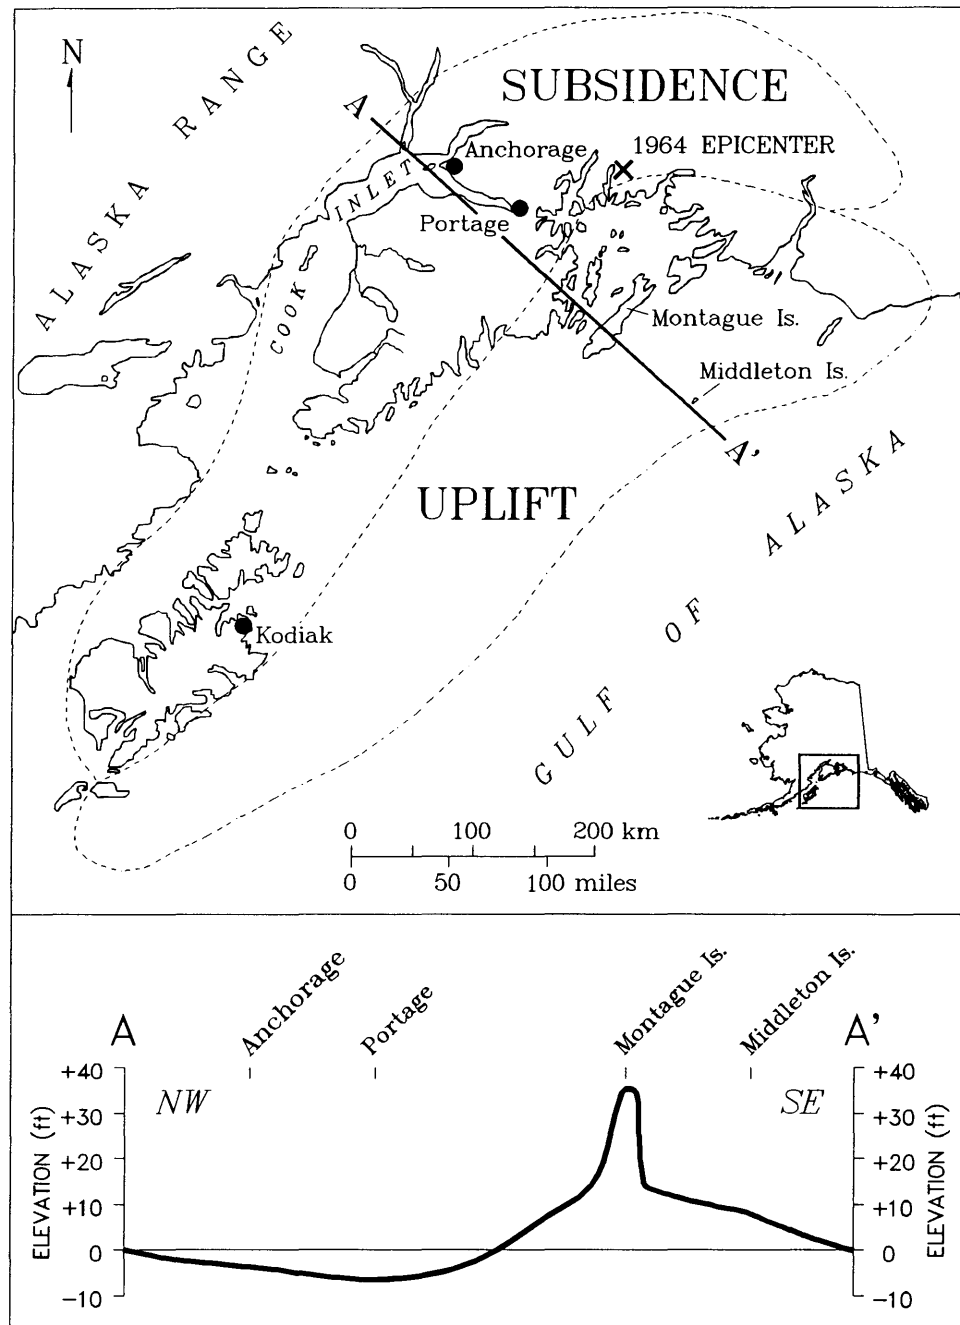 N
ALASKA RANGE
SUBSIDENCE
A
1964 EPICENTER
Anchorage
COOK INLET
Portage
Montague Is.
Middleton Is.
A'
UPLIFT
GULF OF ALASKA
Kodiak
0 100 200 km
0 50 100 miles
A
Anchorage
Portage
Montague Is.
Middleton Is.
A'
NW
SE
ELEVATION (ft)
+40
+30
+20
+10
0
-10
+40
+30
+20
+10
0
-10
ELEVATION (ft)